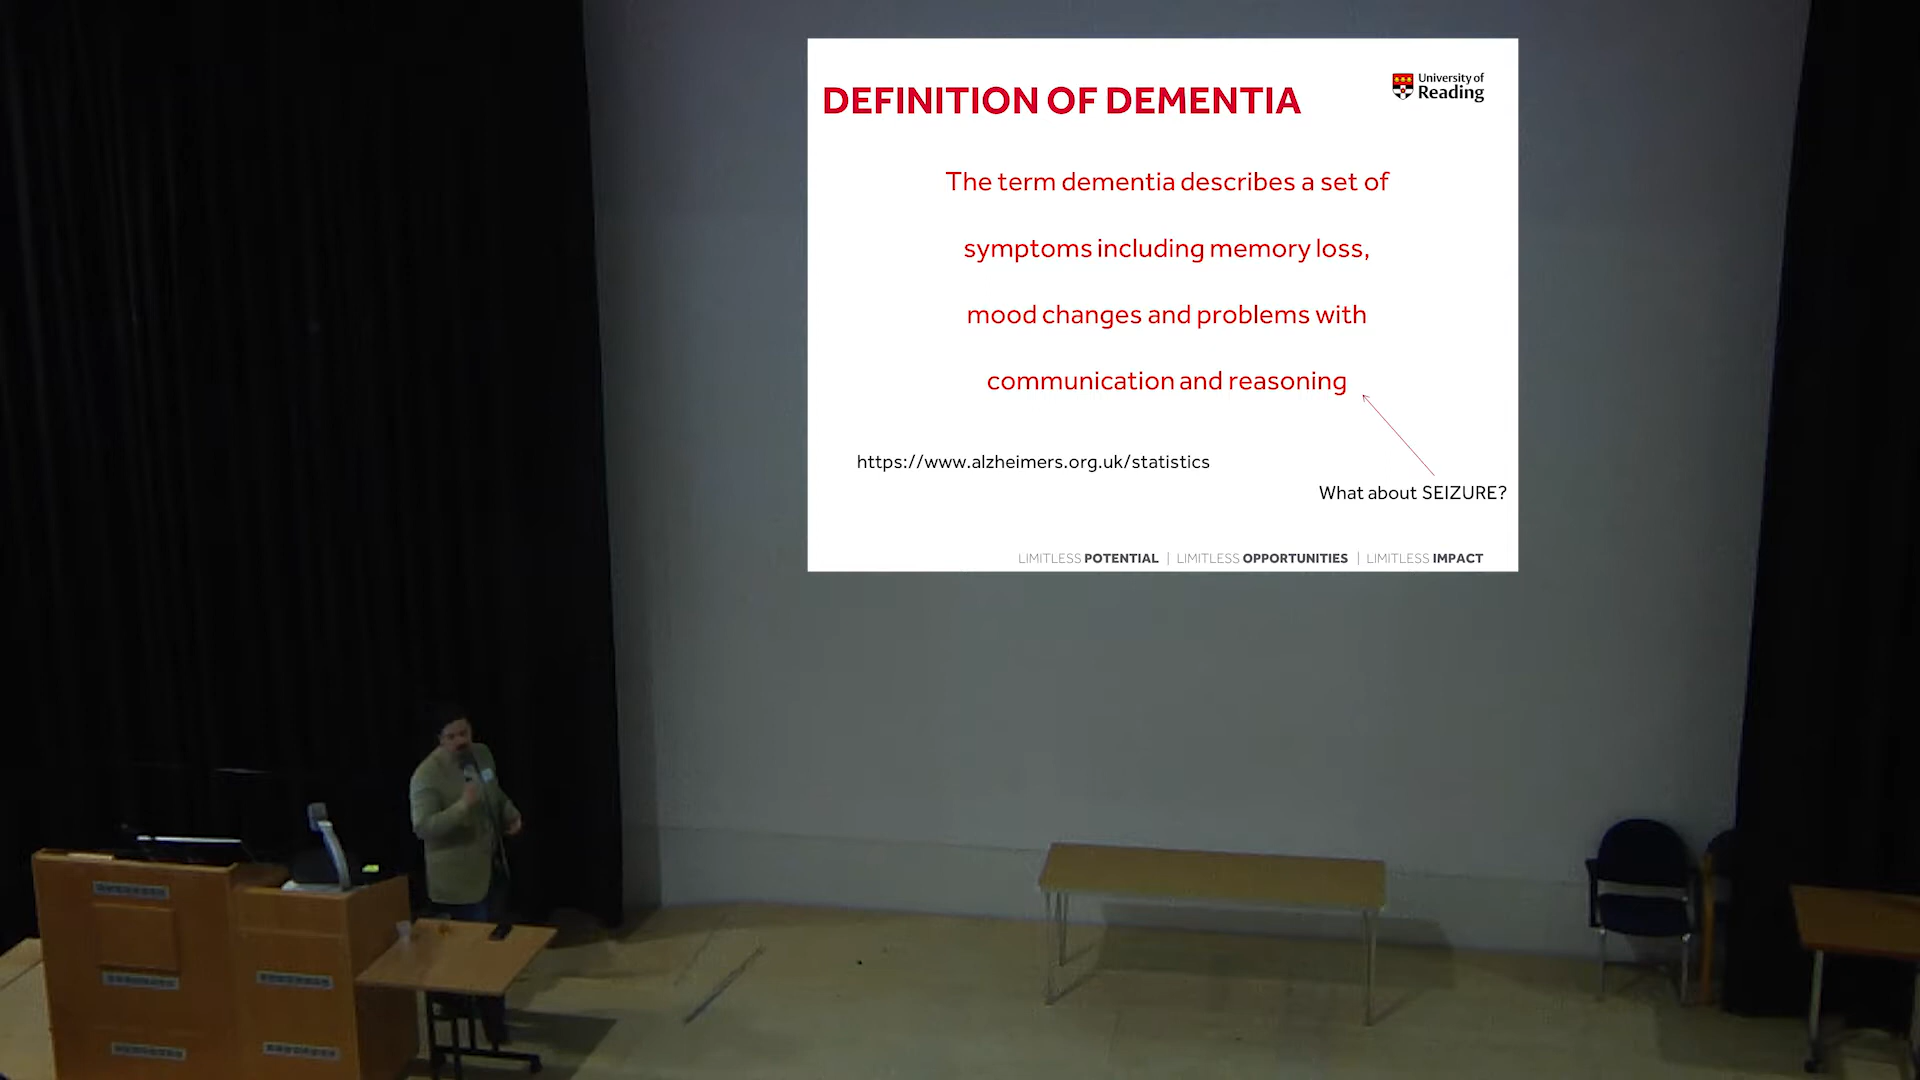 DEFINITION OF DEMENTIA
University of
Reading
The term dementia describes a set of
symptoms including memory loss,
mood changes and problems with
communication and reasoning
https://www.alzheimers.org.uk/statistics
What about SEIZURE?
LIMITLESS POTENTIAL | LIMITLESS OPPORTUNITIES | LIMITLESS IMPACT